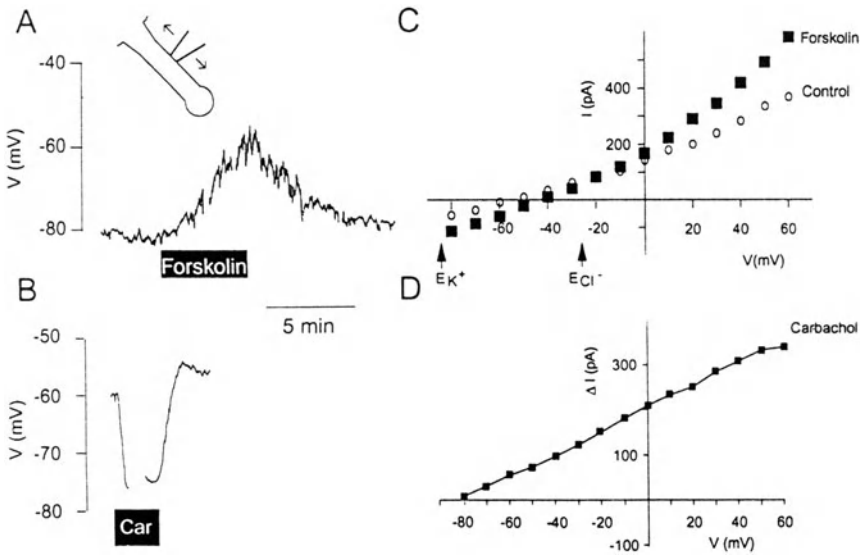 A
V (mV)
-40
-60
-80
Forskolin
B
5 min
V (mV)
-50
-60
-70
-80
Car
C
Forskolin
Control
I (pA)
400
200
-60
-40
-20
20
40
60
V(mV)
EK+
ECl-
D
Carbachol
Δ I (pA)
300
100
-80
-60
-40
-20
20
40
60
-100
V (mV)